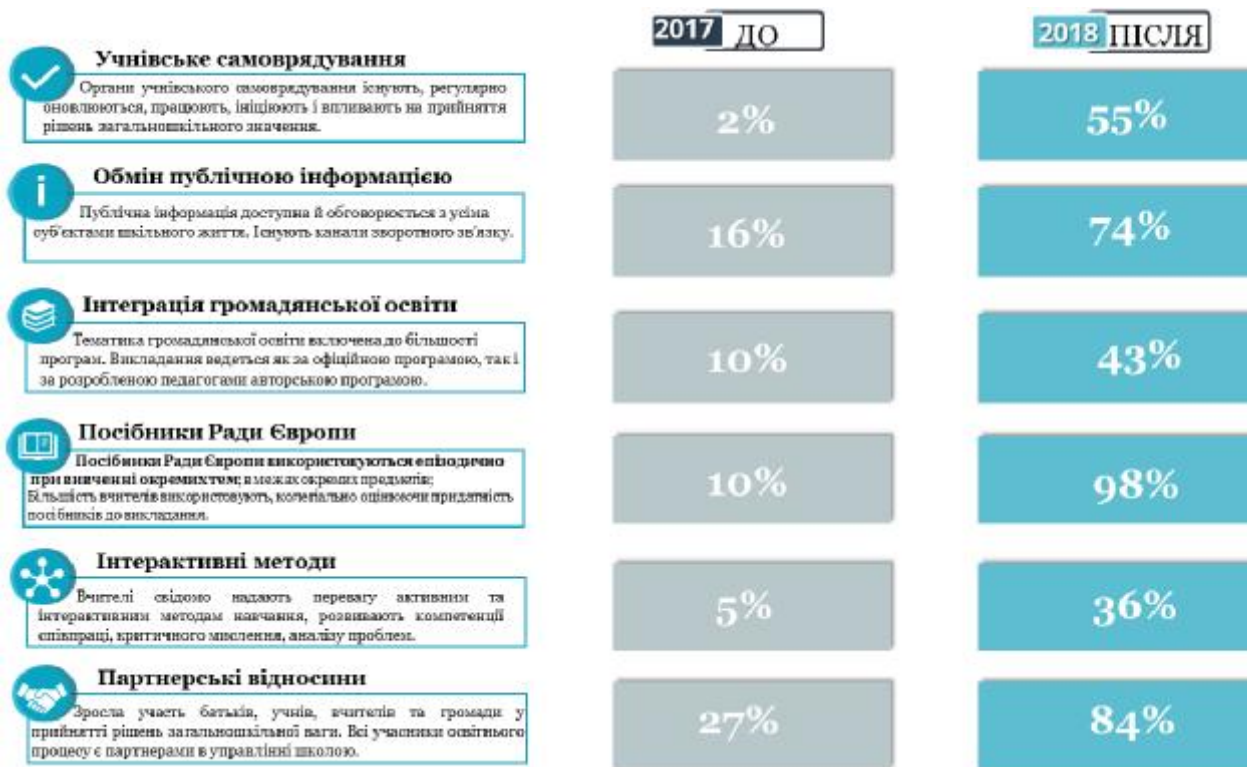 2017 ДО
2018 ПІСЛЯ
Учнівське самоврядування
Органи учнівського самоврядування існують, регулярно
оновлюються, працюють, ініціюють і впливають на прийняття
рішень загальношкільного значення.
2%
55%
Обмін публічною інформацією
Публічна інформація доступна й обговорюється з усіма
суб'єктами шкільного життя. Існують канали зворотного зв'язку.
16%
74%
Інтеграція громадянської освіти
Тематика громадянської освіти включена до більшості
програм. Викладання ведеться як за офіційною програмою, так і
за розробленою педагогами авторською програмою.
10%
43%
Посібники Ради Європи
Посібники Ради Європи використовуються епізодично
при вивченні окремих тем; в межах окремих предметів;
Більшість вчителів використовують, колегіально оцінюючи придатність
посібників до викладання.
10%
98%
Інтерактивні методи
Вчителі свідомо надають перевагу активним та
інтерактивним методам навчання, розвивають компетенції
співпраці, критичного мислення, аналізу проблем.
5%
36%
Партнерські відносини
Зросла участь батьків, учнів, вчителів та громади у
прийнятті рішень загальношкільної ваги. Всі учасники освітнього
процесу є партнерами в управлінні школою.
27%
84%